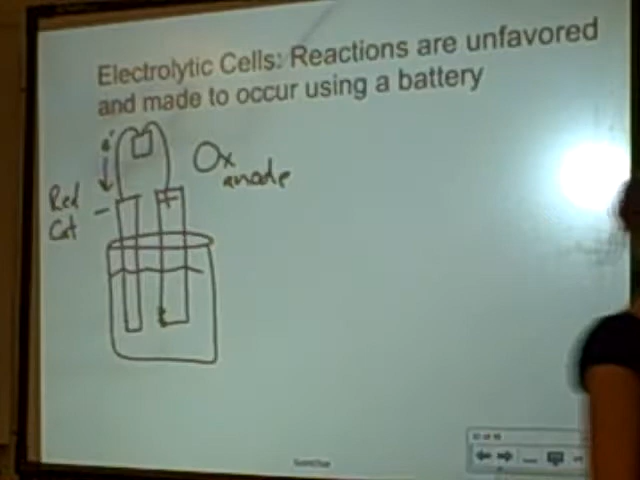 Electrolytic Cells: Reactions are unfavored
and made to occur using a battery
e-
Ox
anode
Red
Cat
-
+